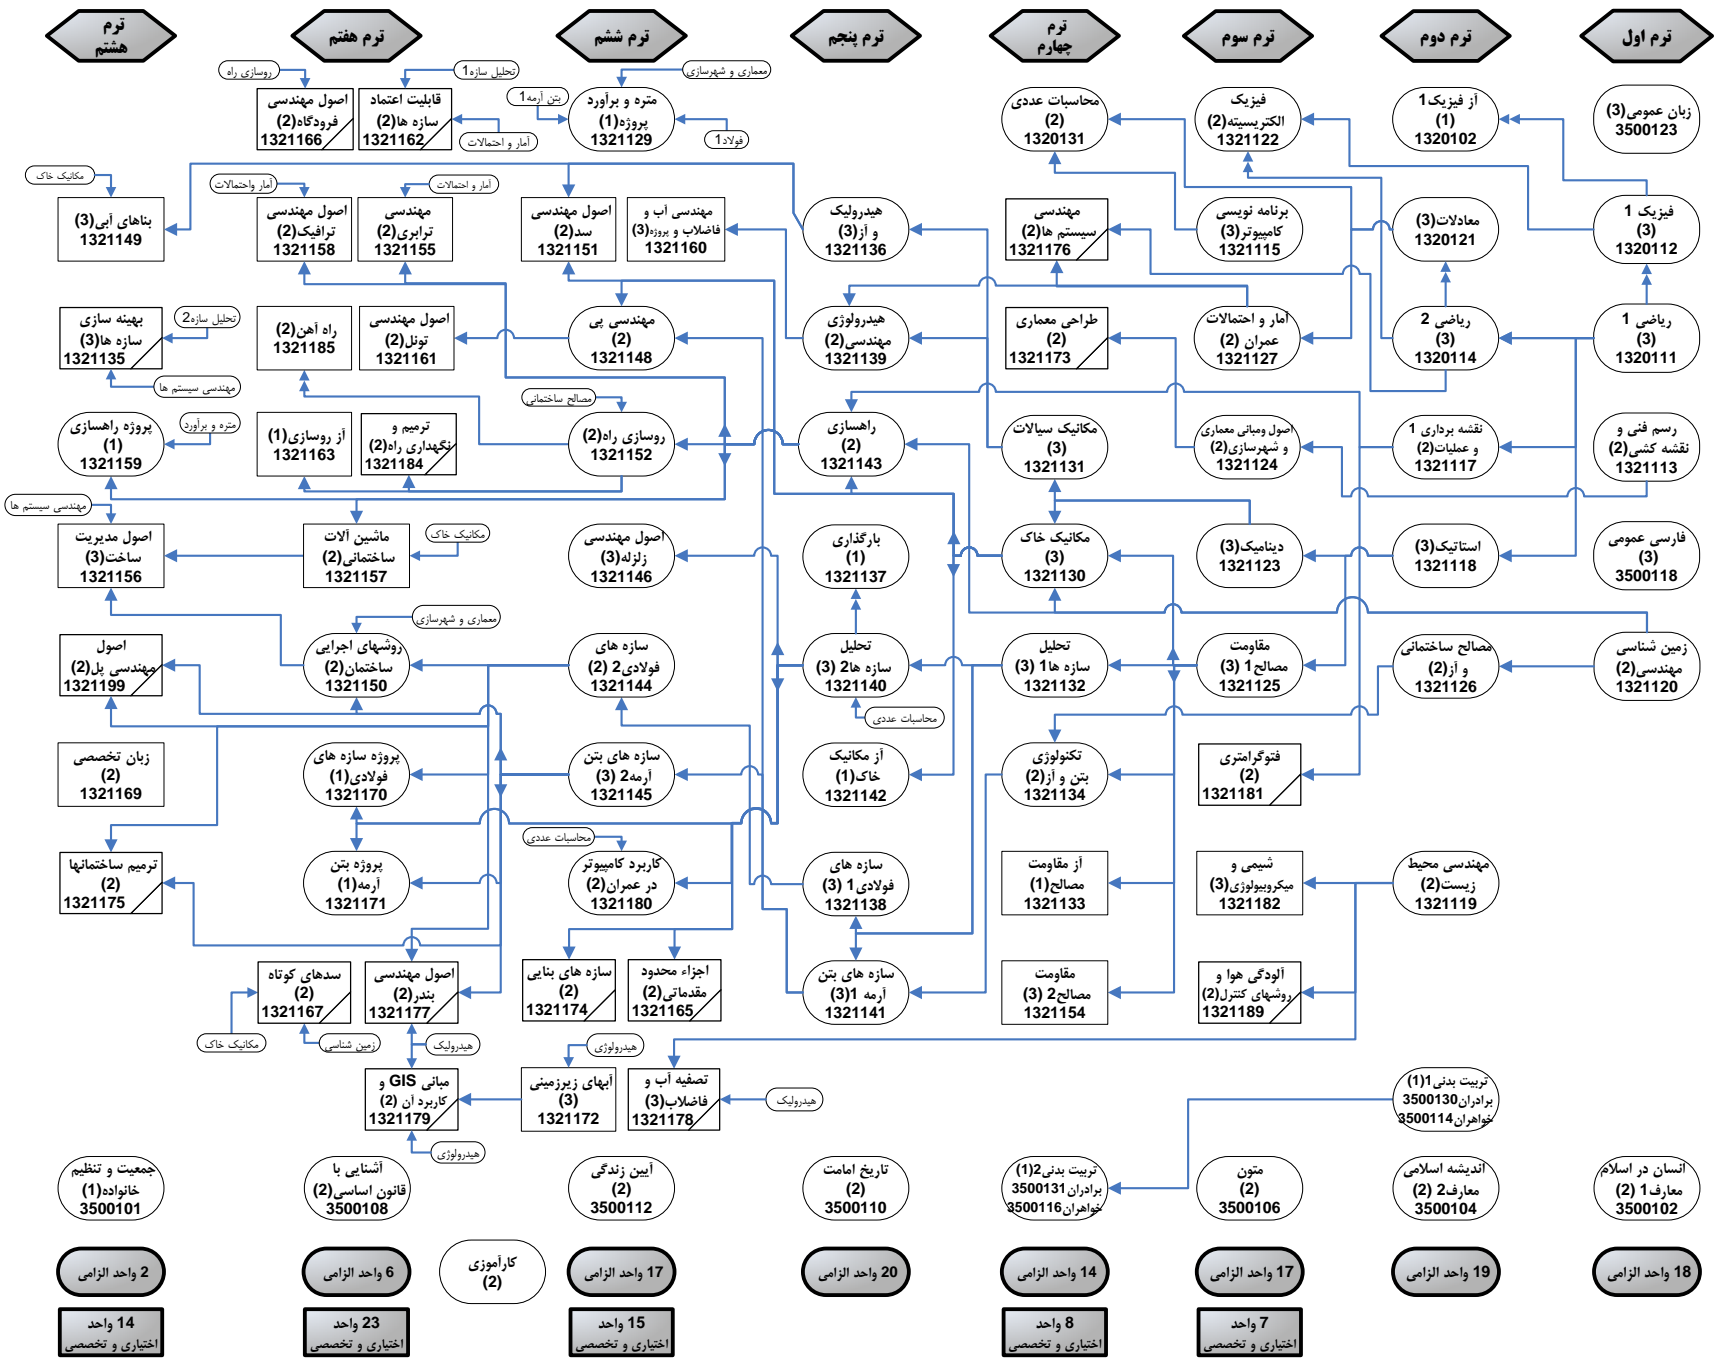 ترم اول
ترم دوم
ترم سوم
ترم
چهارم
ترم پنجم
ترم ششم
ترم هفتم
ترم
هشتم
زبان عمومی(3)
3500123
فیزیک 1
(3)
1320112
ریاضی 1
(3)
1320111
رسم فنی و
نقشه کشی(2)
1321113
فارسی عمومی
(3)
3500118
زمین شناسی
مهندسی(2)
1321120
انسان در اسلام
معارف1 (2)
3500102
18 واحد الزامی
آز فیزیک1
(1)
1320102
معادلات(3)
1320121
ریاضی 2
(3)
1320114
نقشه برداری 1
و عملیات(2)
1321117
استاتیک(3)
1321118
مصالح ساختمانی
و آز(2)
1321126
مهندسی محیط
زیست(2)
1321119
تربیت بدنی1(1)
برادران3500130
خواهران3500114
اندیشه اسلامی
معارف2 (2)
3500104
19 واحد الزامی
فیزیک
الکتریسیته(2)
1321122
برنامه نویسی
کامپیوتر(3)
1321115
آمار و احتمالات
عمران (2)
1321127
اصول ومبانی معماری
و شهرسازی(2)
1321124
دینامیک(3)
1321123
مقاومت
مصالح1 (3)
1321125
فتوگرامتری
(2)
1321181
شیمی و
میکروبیولوژی(3)
1321182
آلودگی هوا و
روشهای کنترل(2)
1321189
متون
(2)
3500106
17 واحد الزامی
7 واحد
اختیاری و تخصصی
محاسبات عددی
(2)
1320131
مهندسی
سیستم ها(2)
1321176
طراحی معماری
(2)
1321173
مکانیک سیالات
(3)
1321131
مکانیک خاک
(3)
1321130
تحلیل
سازه ها1 (3)
1321132
تکنولوژی
بتن و آز(2)
1321134
آز مقاومت
مصالح(1)
1321133
مقاومت
مصالح2 (3)
1321154
تربیت بدنی2(1)
برادران3500131
خواهران3500116
14 واحد الزامی
8 واحد
اختیاری و تخصصی
هیدرولیک
و آز(3)
1321136
هیدرولوژی
مهندسی(2)
1321139
راهسازی
(2)
1321143
بارگذاری
(1)
1321137
تحلیل
سازه ها2 (3)
1321140
محاسبات عددی
آز مکانیک
خاک(1)
1321142
سازه های
فولادی1 (3)
1321138
سازه های بتن
آرمه 1(3)
1321141
هیدرولیک
تاریخ امامت
(2)
3500110
20 واحد الزامی
معماری و شهرسازی
بتن آرمه1
متره و برآورد
پروژه(1)
1321129
فولاد1
مهندسی آب و
فاضلاب و پروژه(3)
1321160
اصول مهندسی
سد(2)
1321151
مهندسی پی
(2)
1321148
مصالح ساختمانی
روسازی راه(2)
1321152
اصول مهندسی
زلزله(3)
1321146
سازه های
فولادی2 (2)
1321144
سازه های بتن
آرمه2 (3)
1321145
محاسبات عددی
کاربرد کامپیوتر
در عمران(2)
1321180
اجزاء محدود
مقدماتی(2)
1321165
سازه های بنایی
(2)
1321174
هیدرولوژی
تصفیه آب و
فاضلاب(3)
1321178
آبهای زیرزمینی
(3)
1321172
آیین زندگی
(2)
3500112
17 واحد الزامی
15 واحد
اختیاری و تخصصی
کارآموزی
(2)
تحلیل سازه1
روسازی راه
قابلیت اعتماد
سازه ها(2)
1321162
اصول مهندسی
فرودگاه(2)
1321166
آمار و احتمالات
آمار و احتمالات
آمار واحتمالات
مهندسی
ترابری(2)
1321155
اصول مهندسی
ترافیک(2)
1321158
اصول مهندسی
تونل(2)
1321161
راه آهن(2)
1321185
ترمیم و
نگهداری راه(2)
1321184
آز روسازی(1)
1321163
ماشین آلات
ساختمانی(2)
1321157
مکانیک خاک
معماری و شهرسازی
روشهای اجرایی
ساختمان(2)
1321150
پروژه سازه های
فولادی(1)
1321170
پروژه بتن
آرمه(1)
1321171
اصول مهندسی
بندر(2)
1321177
سدهای کوتاه
(2)
1321167
هیدرولیک
زمین شناسی
مکانیک خاک
مبانی GIS و
کاربرد آن (2)
1321179
هیدرولوژی
آشنایی با
قانون اساسی(2)
3500108
6 واحد الزامی
23 واحد
اختیاری و تخصصی
مکانیک خاک
بناهای آبی(3)
1321149
تحلیل سازه2
بهینه سازی
سازه ها(3)
1321135
مهندسی سیستم ها
متره و برآورد
پروژه راهسازی
(1)
1321159
مهندسی سیستم ها
اصول مدیریت
ساخت(3)
1321156
اصول
مهندسی پل(2)
1321199
زبان تخصصی
(2)
1321169
ترمیم ساختمانها
(2)
1321175
جمعیت و تنظیم
خانواده(1)
3500101
2 واحد الزامی
14 واحد
اختیاری و تخصصی